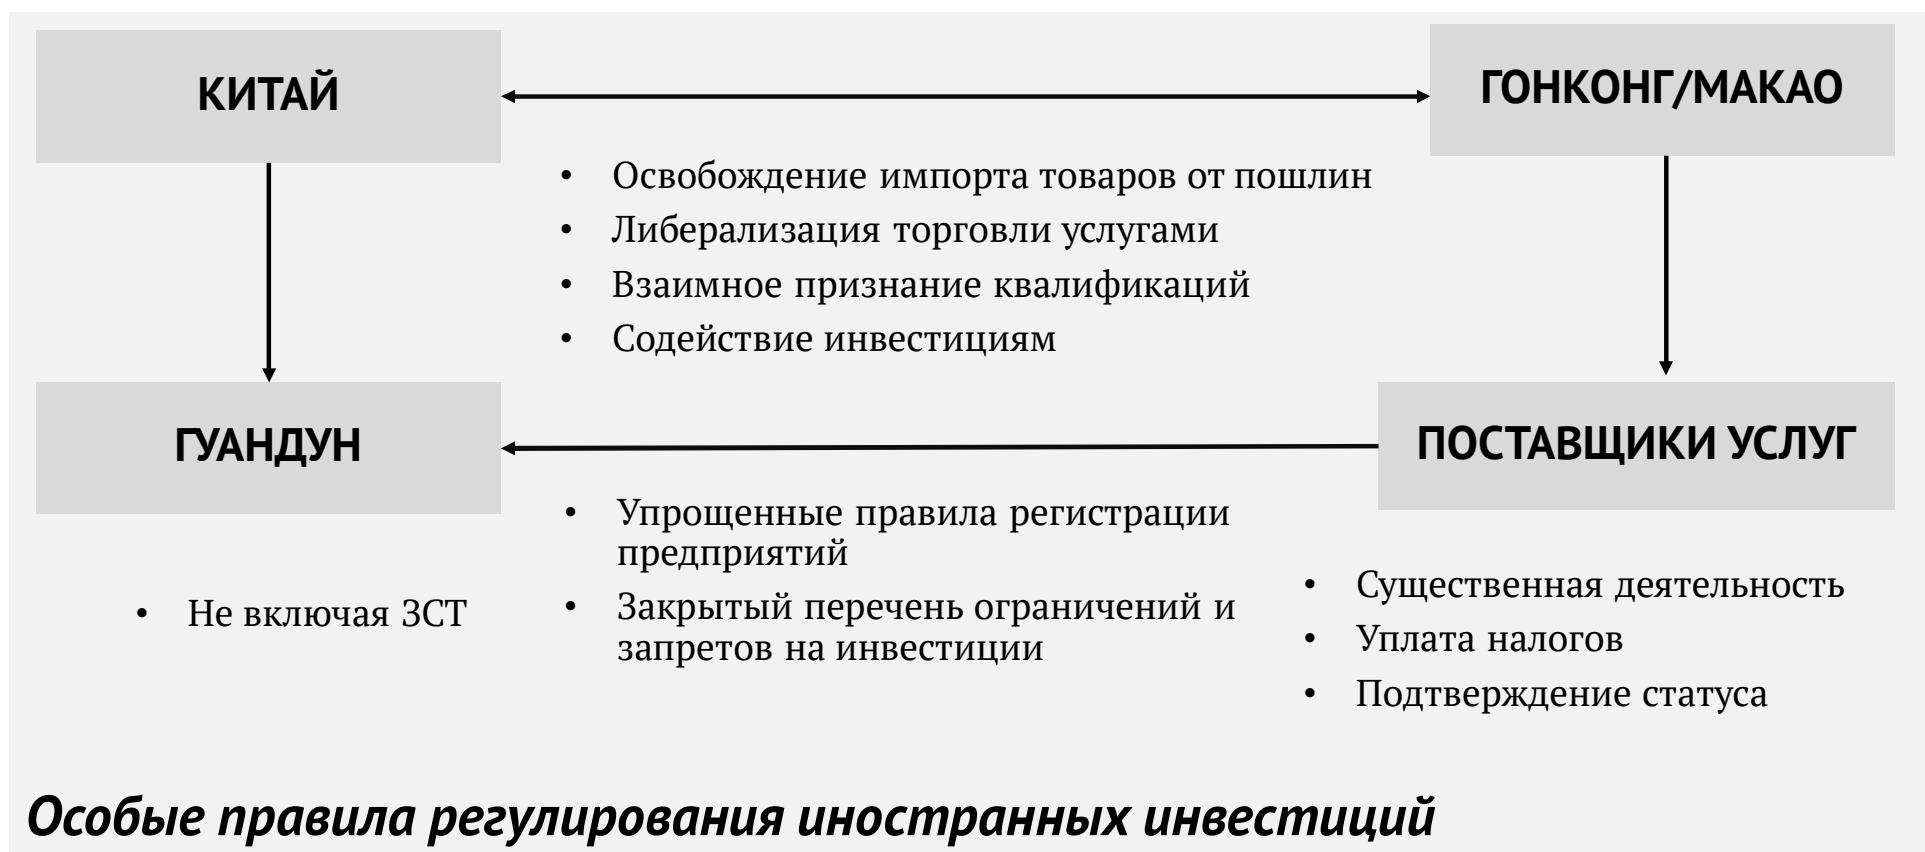 КИТАЙ
ГОНКОНГ/МАКАО
• Освобождение импорта товаров от пошлин
• Либерализация торговли услугами
• Взаимное признание квалификаций
• Содействие инвестициям
ГУАНДУН
ПОСТАВЩИКИ УСЛУГ
• Не включая ЗСТ
• Упрощенные правила регистрации
предприятий
• Закрытый перечень ограничений и
запретов на инвестиции
• Существенная деятельность
• Уплата налогов
• Подтверждение статуса
Особые правила регулирования иностранных инвестиций